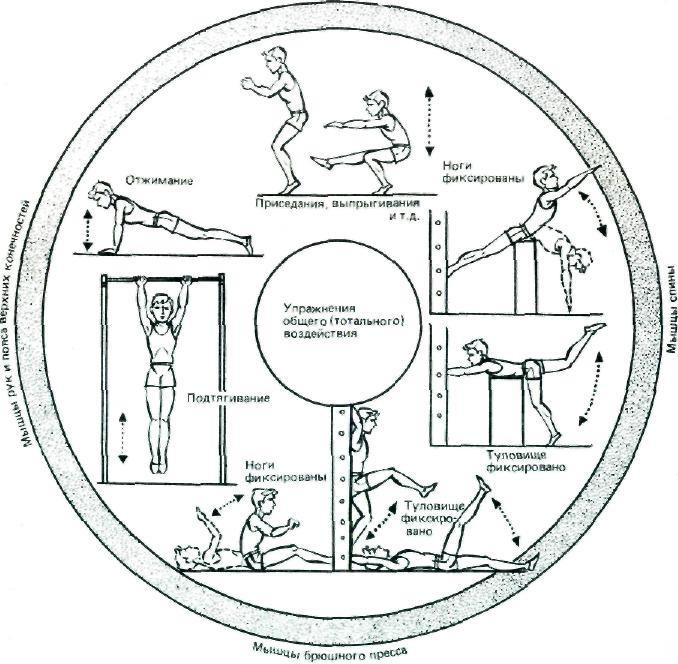 Отжимание
Приседания, выпрыгивания
и т.д.
Ноги
фиксированы
Мышцы рук и пояса верхних конечностей
Упражнения
общего (тотального)
воздействия
Мышцы спины
Подтягивание
Туловище
фиксировано
Ноги
фиксированы
Туловище
фиксиро-
вано
Мышцы брюшного пресса